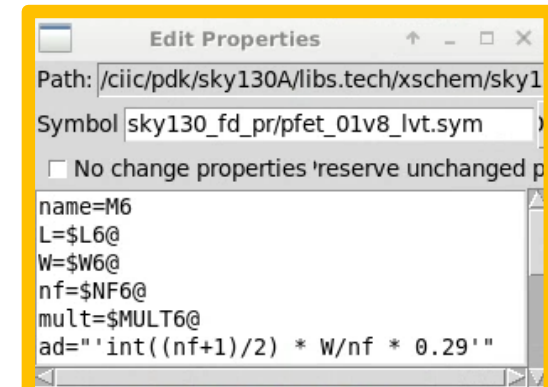 Edit Properties
Path: /ciic/pdk/sky130A/libs.tech/xschem/sky1
Symbol sky130_fd_pr/pfet_01v8_lvt.sym
No change properties 'reserve unchanged p
name=M6
L=$L6@
W=$W6@
nf=$NF6@
mult=$MULT6@
ad="'int((nf+1)/2) * W/nf * 0.29'"